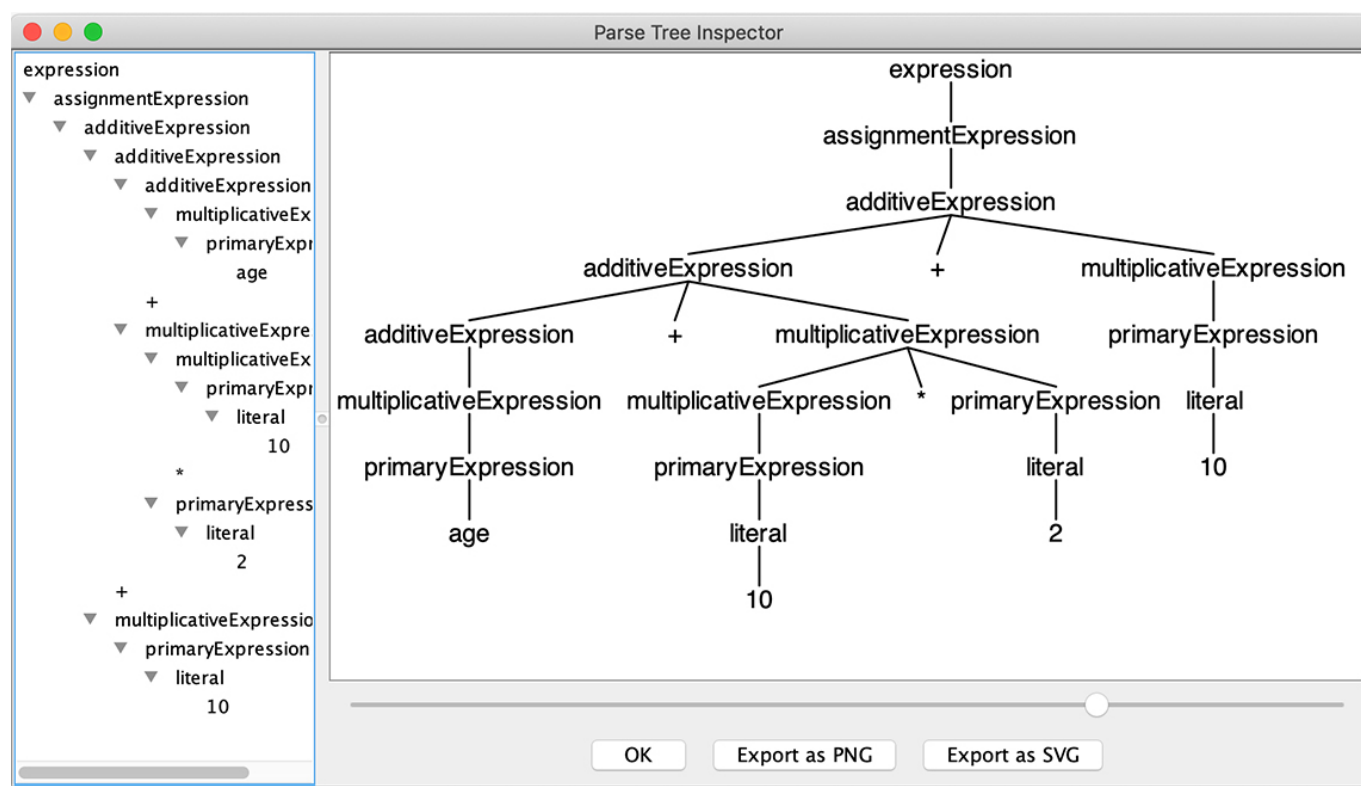 Parse Tree Inspector
expression
assignmentExpression
additiveExpression
additiveExpression
additiveExpression
multiplicativeEx
primaryExpr
age
+
multiplicativeExpre
multiplicativeEx
primaryExpr
literal
10
*
primaryExpress
literal
2
+
multiplicativeExpressio
primaryExpression
literal
10
expression
assignmentExpression
additiveExpression
additiveExpression + multiplicativeExpression
additiveExpression + multiplicativeExpression primaryExpression
multiplicativeExpression multiplicativeExpression * primaryExpression literal
primaryExpression primaryExpression literal 10
age literal 2
10
OK Export as PNG Export as SVG